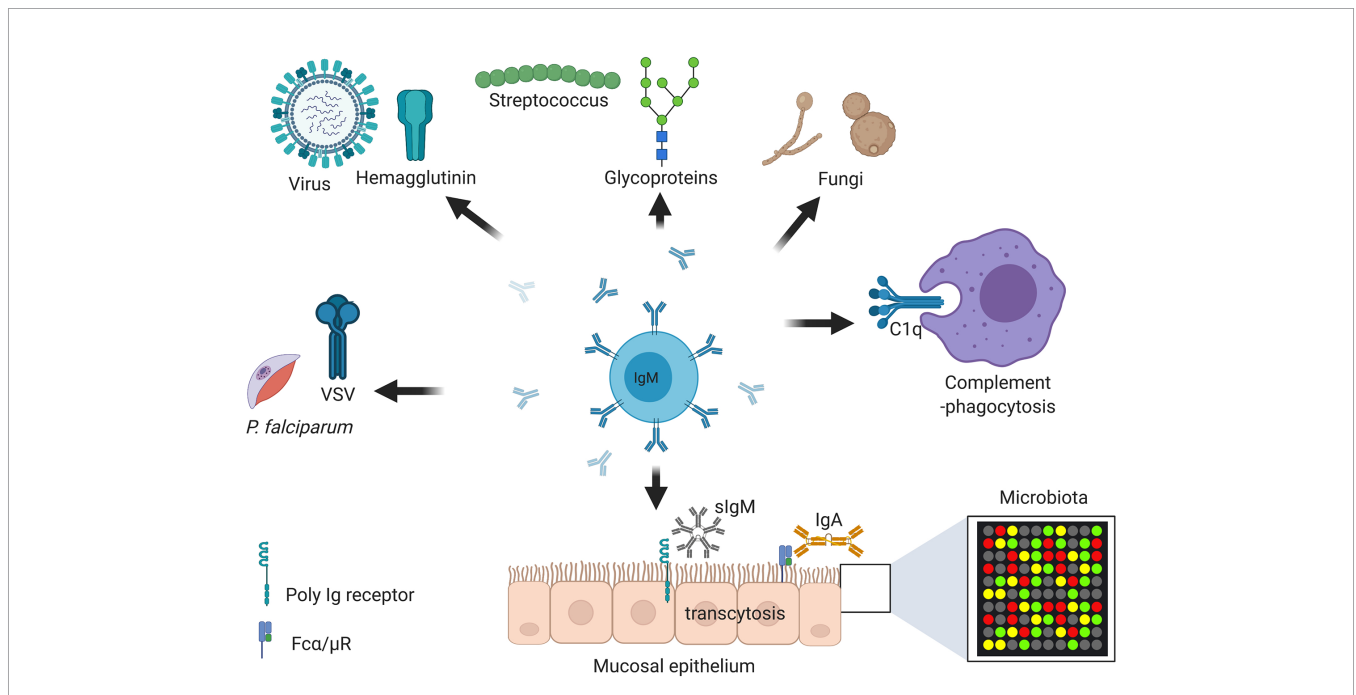 Streptococcus
Virus
Hemagglutinin
Glycoproteins
Fungi
C1q
Complement
-phagocytosis
IgM
VSV
P. falciparum
sIgM
IgA
Microbiota
Poly Ig receptor
transcytosis
Fcα/μR
Mucosal epithelium